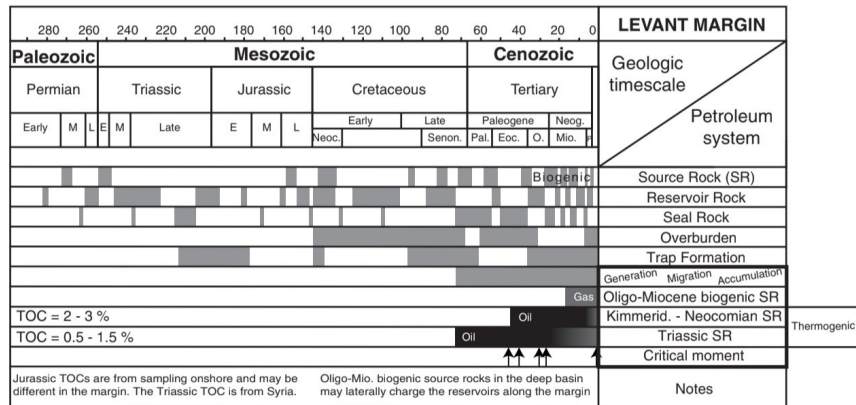 280 260 240 220 200 180 160 140 120 100 80 60 40 20 0
LEVANT MARGIN
Paleozoic Mesozoic Cenozoic
Geologic
timescale
Permian Triassic Jurassic Cretaceous Tertiary
Petroleum
system
Early Late Paleogene Neog.
Early M L E M Late E M L
Neoc. Senon. Pal. Eoc. O. Mio. P
Biogenic Source Rock (SR)
Reservoir Rock
Seal Rock
Overburden
Trap Formation
Generation Migration Accumulation
Gas Oligo-Miocene biogenic SR
TOC = 2 - 3 % Oil Kimmerid. - Neocomian SR
Thermogenic
TOC = 0.5 - 1.5 % Oil Triassic SR
Critical moment
Jurassic TOCs are from sampling onshore and may be
different in the margin. The Triassic TOC is from Syria.
Oligo-Mio. biogenic source rocks in the deep basin
may laterally charge the reservoirs along the margin
Notes